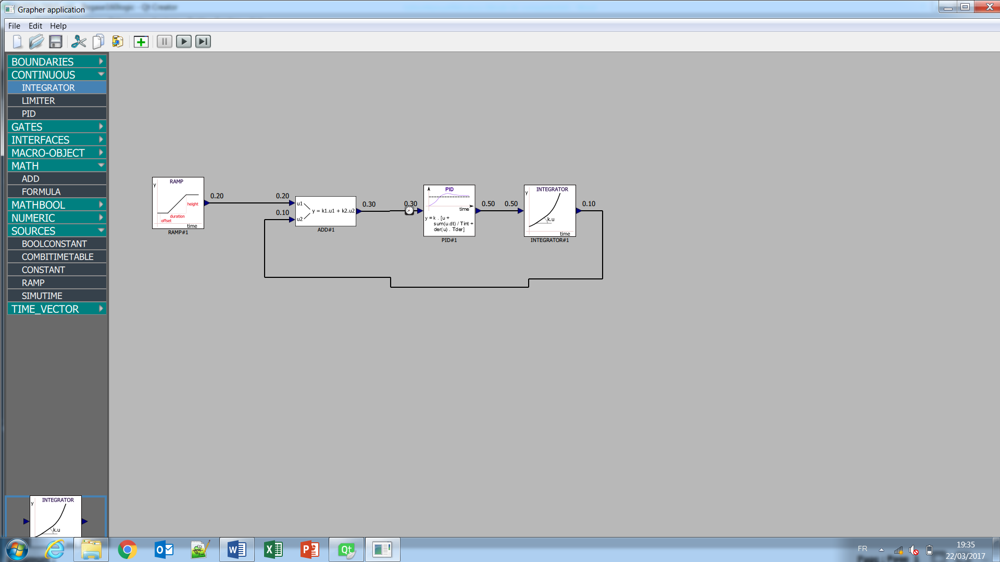 Grapher application
File Edit Help
BOUNDARIES
CONTINUOUS
INTEGRATOR
LIMITER
PID
GATES
INTERFACES
MACRO-OBJECT
MATH
ADD
FORMULA
MATHBOOL
NUMERIC
SOURCES
BOOLCONSTANT
COMBITIMETABLE
CONSTANT
RAMP
SIMUTIME
TIME_VECTOR
RAMP
y
height
duration
offset
time
RAMP#1
0.20
0.20
0.10
u1
y = k1.u1 + k2.u2
u2
ADD#1
0.30
0.30
PID
time
y = k . [u +
sum(u.dt) / Tint +
der(u) . Tder]
PID#1
0.50
0.50
INTEGRATOR
y
k.u
time
INTEGRATOR#1
0.10
INTEGRATOR
y
k.u
FR
19:35
22/03/2017